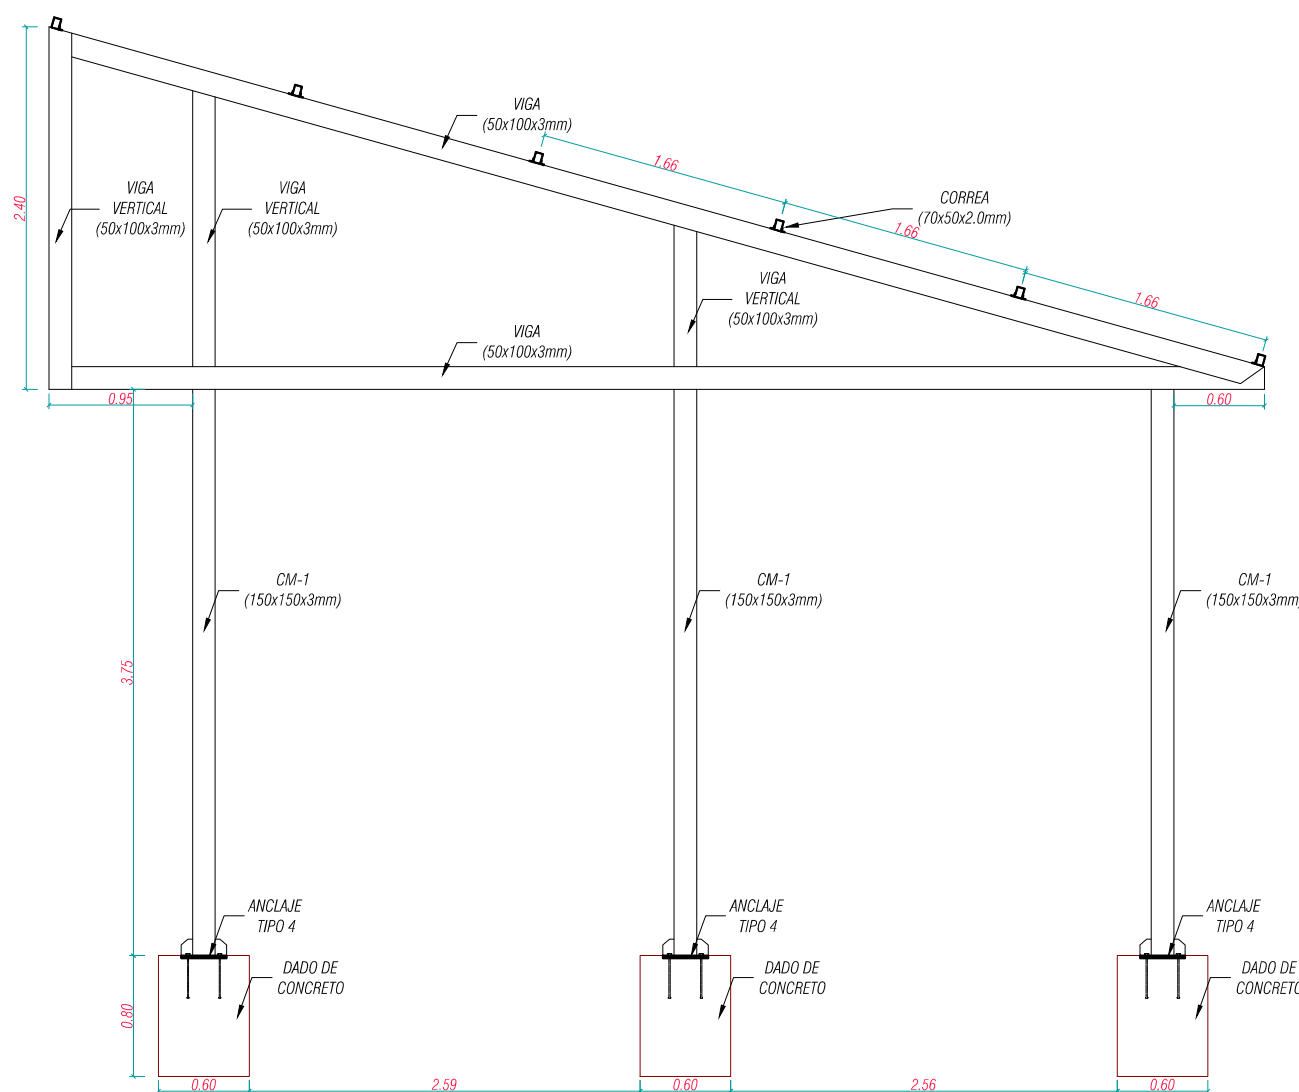 VIGA
(50x100x3mm)
1.66
VIGA
VERTICAL
(50x100x3mm)
VIGA
VERTICAL
(50x100x3mm)
2.40
CORREA
(70x50x2.0mm)
1.66
VIGA
VERTICAL
(50x100x3mm)
1.66
VIGA
(50x100x3mm)
0.95
0.60
CM-1
(150x150x3mm)
CM-1
(150x150x3mm)
CM-1
(150x150x3mm)
3.75
ANCLAJE
TIPO 4
ANCLAJE
TIPO 4
ANCLAJE
TIPO 4
DADO DE
CONCRETO
DADO DE
CONCRETO
DADO DE
CONCRETO
0.80
0.60
2.59
0.60
2.56
0.60